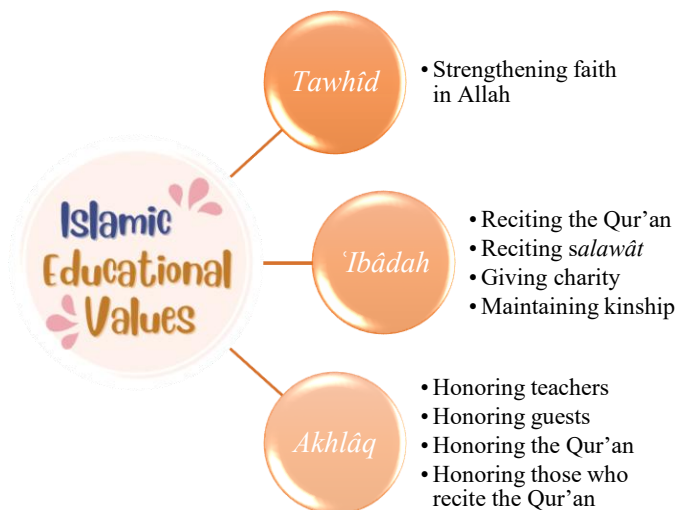 Islamic
Educational
Values
Tawhîd
• Strengthening faith
in Allah
ʿIbâdah
• Reciting the Qur’an
• Reciting salawât
• Giving charity
• Maintaining kinship
Akhlâq
• Honoring teachers
• Honoring guests
• Honoring the Qur’an
• Honoring those who
recite the Qur’an